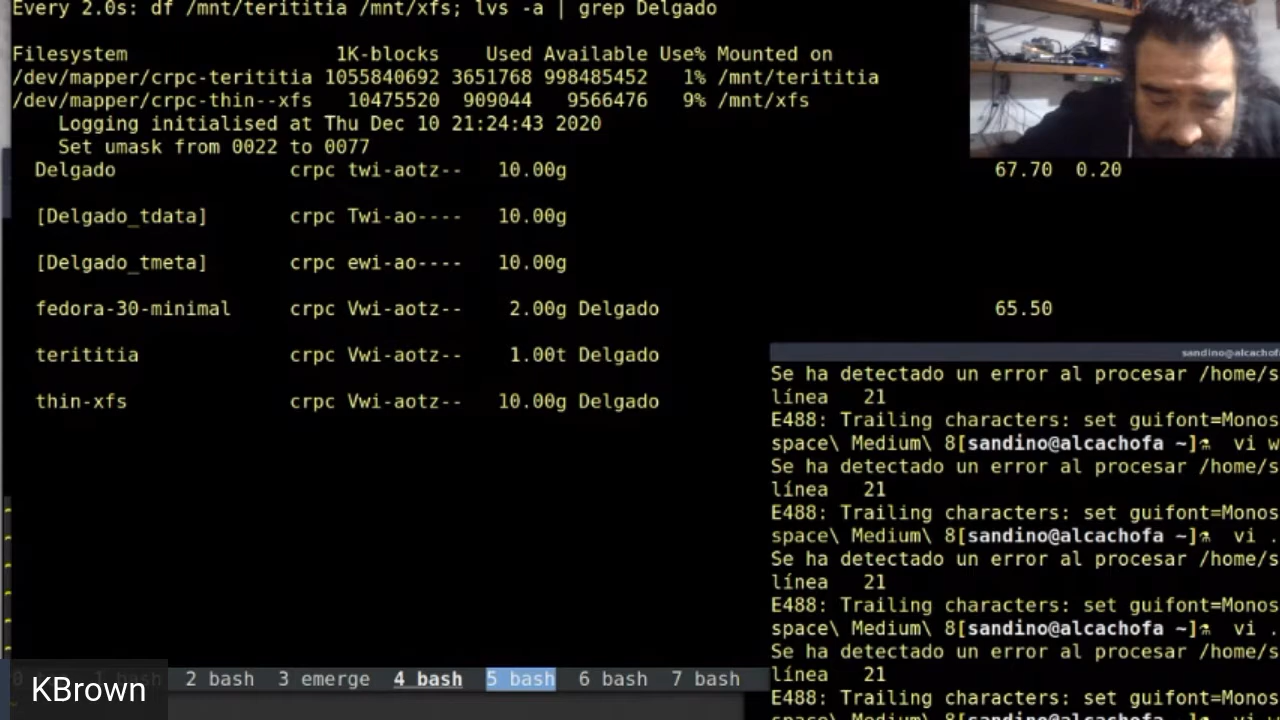 Every 2.0s: df /mnt/terititia /mnt/xfs; lvs -a | grep Delgado
Filesystem 1K-blocks Used Available Use% Mounted on
/dev/mapper/crpc-terititia 1055840692 3651768 998485452 1% /mnt/terititia
/dev/mapper/crpc-thin--xfs 10475520 909044 9566476 9% /mnt/xfs
Logging initialised at Thu Dec 10 21:24:43 2020
Set umask from 0022 to 0077
Delgado crpc twi-aotz-- 10.00g 67.70 0.20
[Delgado_tdata] crpc Twi-ao---- 10.00g
[Delgado_tmeta] crpc ewi-ao---- 10.00g
fedora-30-minimal crpc Vwi-aotz-- 2.00g Delgado 65.50
terititia crpc Vwi-aotz-- 1.00t Delgado
thin-xfs crpc Vwi-aotz-- 10.00g Delgado
sandino@alcachof
Se ha detectado un error al procesar /home/s
línea 21
E488: Trailing characters: set guifont=Monos
space\ Medium\ 8[sandino@alcachofa ~]⚗ vi w
Se ha detectado un error al procesar /home/s
línea 21
E488: Trailing characters: set guifont=Monos
space\ Medium\ 8[sandino@alcachofa ~]⚗ vi .
Se ha detectado un error al procesar /home/s
línea 21
E488: Trailing characters: set guifont=Monos
space\ Medium\ 8[sandino@alcachofa ~]⚗ vi .
Se ha detectado un error al procesar /home/s
línea 21
E488: Trailing characters: set guifont=Monos
2 bash 3 emerge 4 bash 5 bash 6 bash 7 bash
KBrown